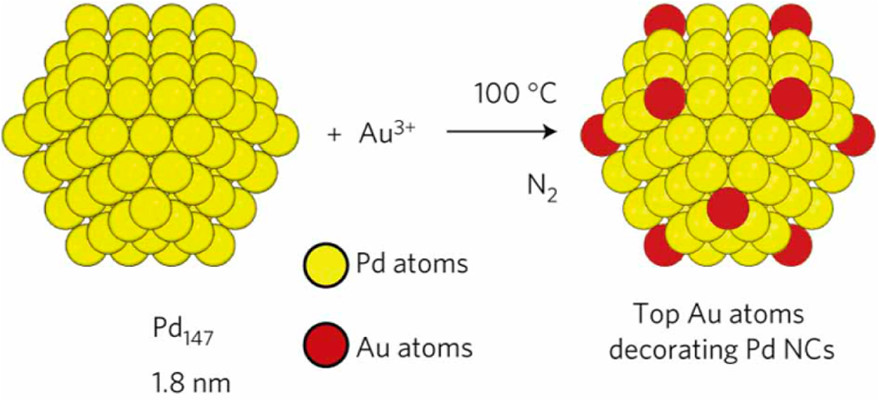 100 °C
+ Au³⁺
N₂
Pd atoms
Au atoms
Pd₁₄₇
1.8 nm
Top Au atoms
decorating Pd NCs